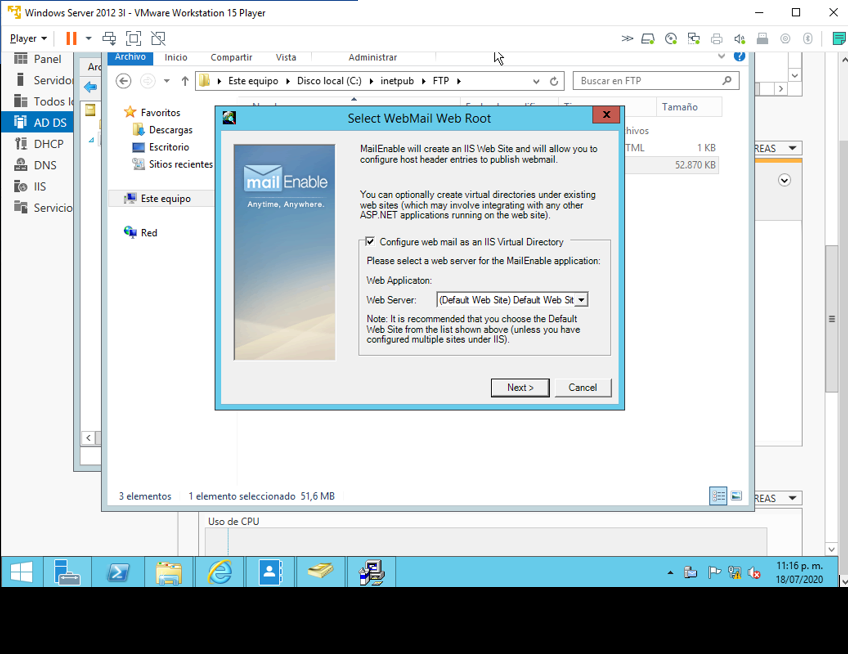 Windows Server 2012 3I - VMware Workstation 15 Player
Player
Panel
Servido
Todos lo
AD DS
DHCP
DNS
IIS
Servicio
Arc
Archivo Inicio Compartir Vista Administrar
Este equipo Disco local (C:) inetpub FTP
Buscar en FTP
Tamaño
Favoritos
Descargas
Escritorio
Sitios recientes
Este equipo
Red
chivos
TML 1 KB
52.870 KB
Select WebMail Web Root
mail Enable
Anytime, Anywhere.
MailEnable will create an IIS Web Site and will allow you to
configure host header entries to publish webmail.
You can optionally create virtual directories under existing
web sites (which may involve integrating with any other
ASP.NET applications running on the web site).
Configure web mail as an IIS Virtual Directory
Please select a web server for the MailEnable application:
Web Applicaton:
Web Server: (Default Web Site) Default Web Sit
Note: It is recommended that you choose the Default
Web Site from the list shown above (unless you have
configured multiple sites under IIS).
Next >
Cancel
3 elementos 1 elemento seleccionado 51,6 MB
REAS
REAS
Uso de CPU
11:16 p. m.
18/07/2020